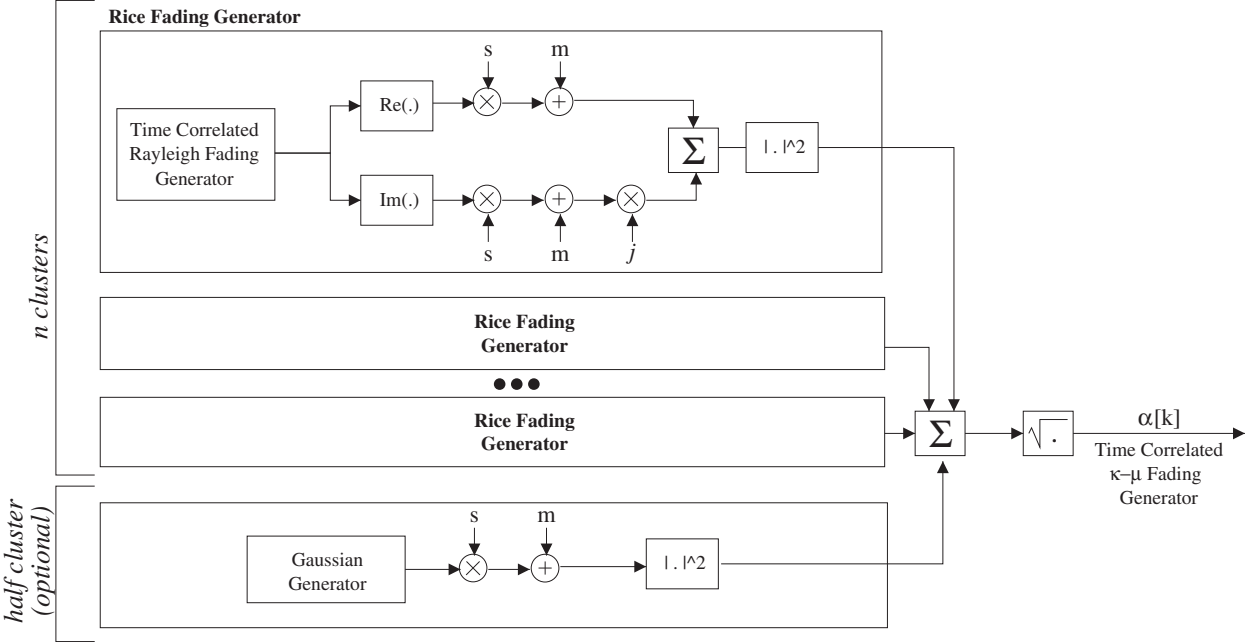 Rice Fading Generator
s
m
Re(.)
×
+
Time Correlated
Rayleigh Fading
Generator
Σ
| . |^2
Im(.)
×
+
×
s
m
j
n clusters
Rice Fading
Generator
•••
Rice Fading
Generator
Σ
√ .
α[k]
Time Correlated
κ–μ Fading
Generator
half cluster
(optional)
s
m
Gaussian
Generator
×
+
| . |^2